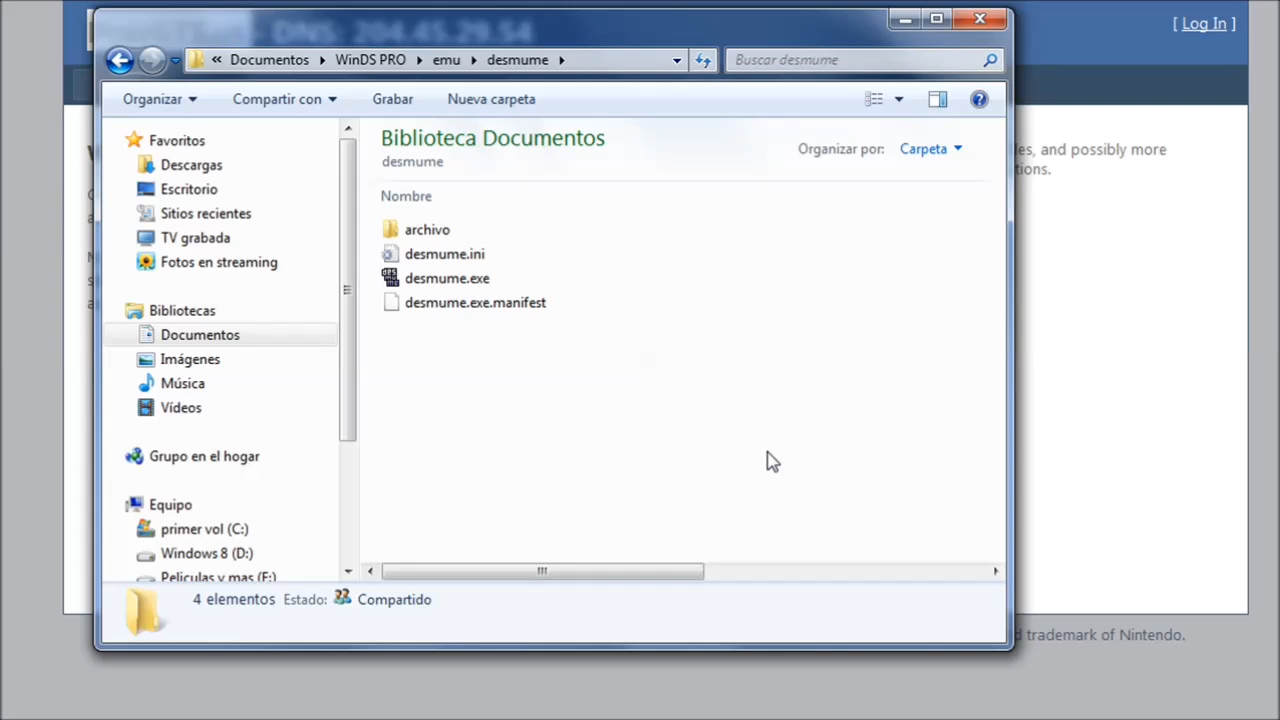 DNS: 204.45.29.54
[ Log In ]
« Documentos WinDS PRO emu desmume
Buscar desmume
Organizar Compartir con Grabar Nueva carpeta
Favoritos
Descargas
Escritorio
Sitios recientes
TV grabada
Fotos en streaming
Bibliotecas
Documentos
Imágenes
Música
Vídeos
Grupo en el hogar
Equipo
primer vol (C:)
Windows 8 (D:)
Peliculas y mas (F:)
Biblioteca Documentos
desmume
Organizar por: Carpeta
Nombre
archivo
desmume.ini
desmume.exe
desmume.exe.manifest
4 elementos Estado: Compartido
les, and possibly more
tions.
d trademark of Nintendo.